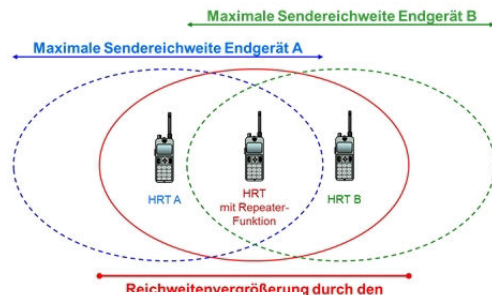 Maximale Sendereichweite Endgerät B
Maximale Sendereichweite Endgerät A
HRT A
HRT
mit Repeater-
Funktion
HRT B
Reichweitenvergrößerung durch den